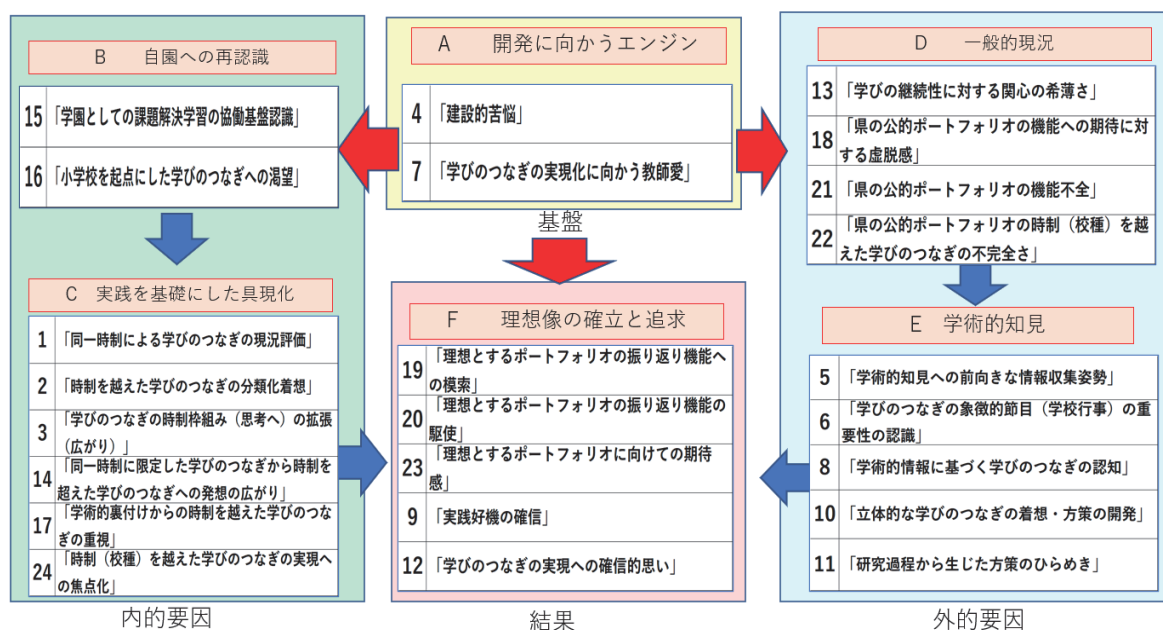 B 自園への再認識
15 「学園としての課題解決学習の協働基盤認識」
16 「小学校を起点にした学びのつなぎへの渇望」
C 実践を基礎にした具現化
1 「同一時制による学びのつなぎの現況評価」
2 「時制を越えた学びのつなぎの分類化着想」
3 「学びのつなぎの時制枠組み（思考へ）の拡張
（広がり）」
14 「同一時制に限定した学びのつなぎから時制を
超えた学びのつなぎへの発想の広がり」
17 「学術的裏付けからの時制を越えた学びのつな
ぎの重視」
24 「時制（校種）を越えた学びのつなぎの実現へ
の焦点化」
内的要因
A 開発に向かうエンジン
4 「建設的苦悩」
7 「学びのつなぎの実現化に向かう教師愛」
基盤
F 理想像の確立と追求
19 「理想とするポートフォリオの振り返り機能へ
の模索」
20 「理想とするポートフォリオの振り返り機能の
駆使」
23 「理想とするポートフォリオに向けての期待
感」
9 「実践好機の確信」
12 「学びのつなぎの実現への確信的思い」
結果
D 一般的現況
13 「学びの継続性に対する関心の希薄さ」
18 「県の公的ポートフォリオの機能への期待に対
する虚脱感」
21 「県の公的ポートフォリオの機能不全」
22 「県の公的ポートフォリオの時制（校種）を越
えた学びのつなぎの不完全さ」
E 学術的知見
5 「学術的知見への前向きな情報収集姿勢」
6 「学びのつなぎの象徴的節目（学校行事）の重
要性の認識」
8 「学術的情報に基づく学びのつなぎの認知」
10 「立体的な学びのつなぎの着想・方策の開発」
11 「研究過程から生じた方策のひらめき」
外的要因